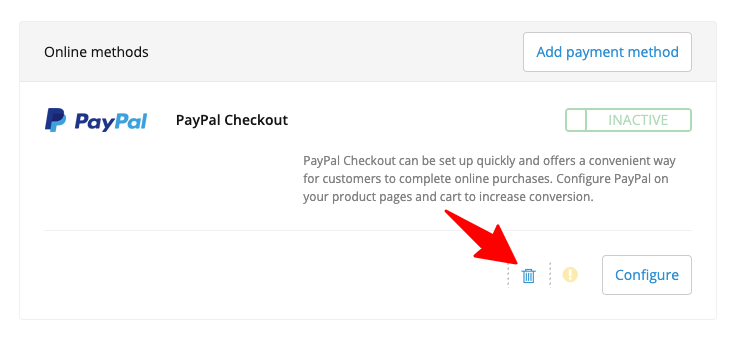 Online methods
Add payment method
PayPal
PayPal Checkout
INACTIVE
PayPal Checkout can be set up quickly and offers a convenient way
for customers to complete online purchases. Configure PayPal on
your product pages and cart to increase conversion.
Configure